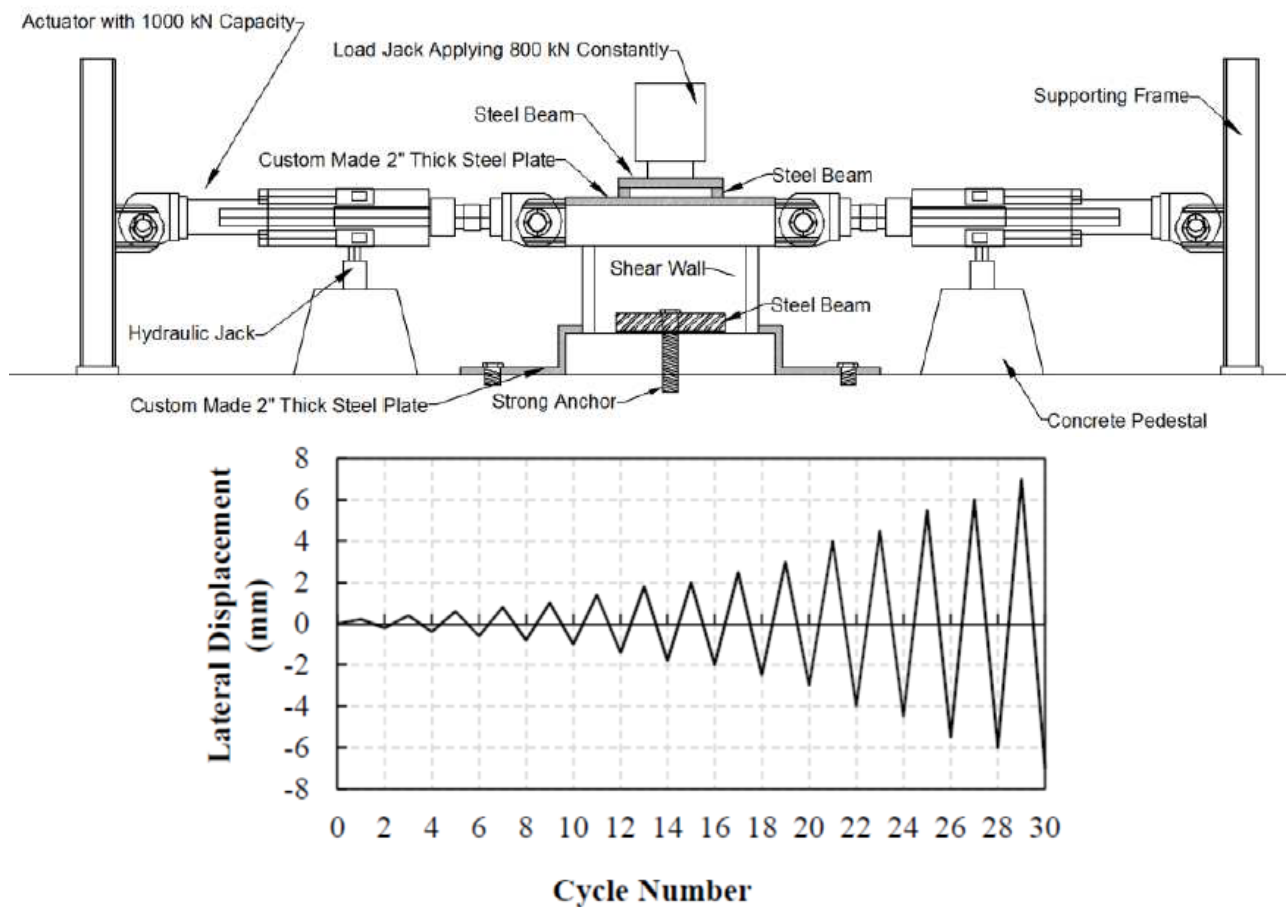 Actuator with 1000 kN Capacity
Load Jack Applying 800 kN Constantly
Supporting Frame
Steel Beam
Custom Made 2" Thick Steel Plate
Steel Beam
Shear Wall
Steel Beam
Hydraulic Jack
Custom Made 2" Thick Steel Plate
Strong Anchor
Concrete Pedestal
8
6
4
2
0
-2
-4
-6
-8
Lateral Displacement
(mm)
0 2 4 6 8 10 12 14 16 18 20 22 24 26 28 30
Cycle Number